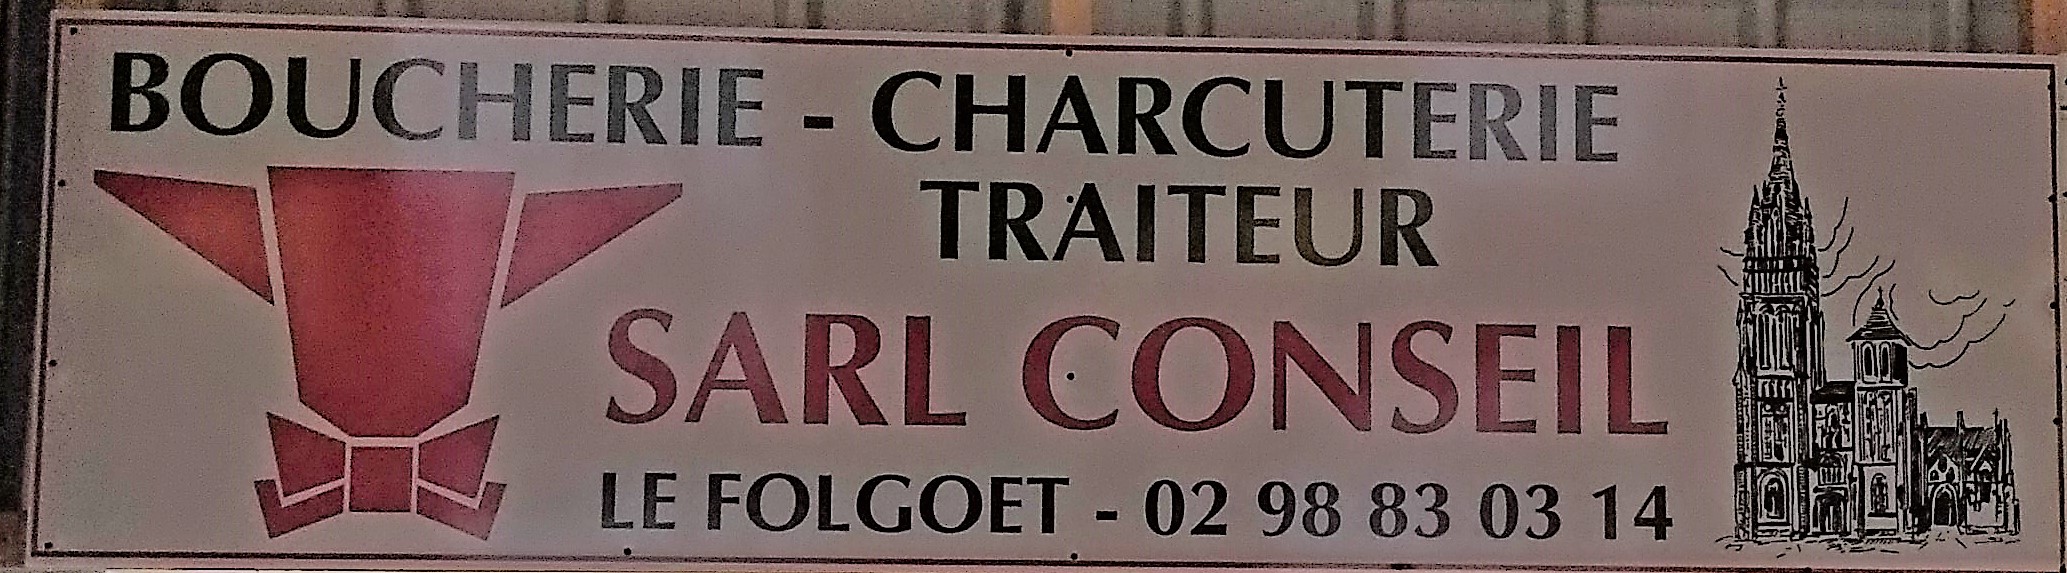 BOUCHERIE - CHARCUTERIE
TRAITEUR
SARL CONSEIL
LE FOLGOET - 02 98 83 03 14